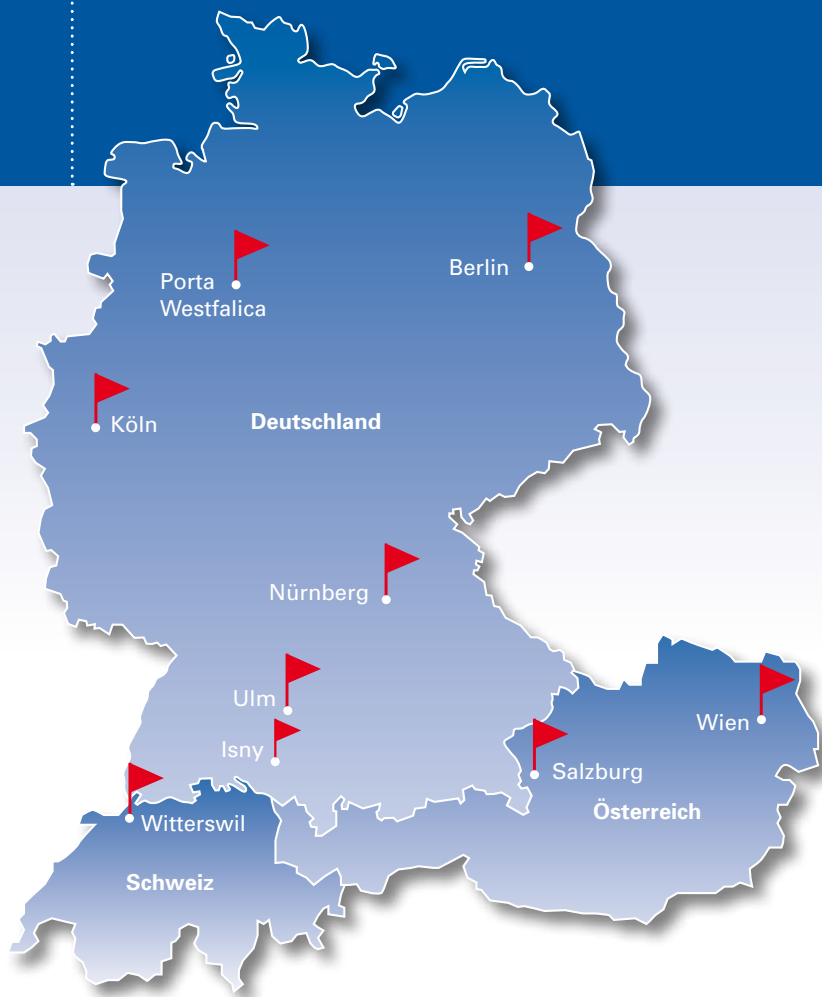 Berlin
Porta
Westfalica
Deutschland
Köln
Nürnberg
Ulm
Wien
Isny
Salzburg
Österreich
Witterswil
Schweiz